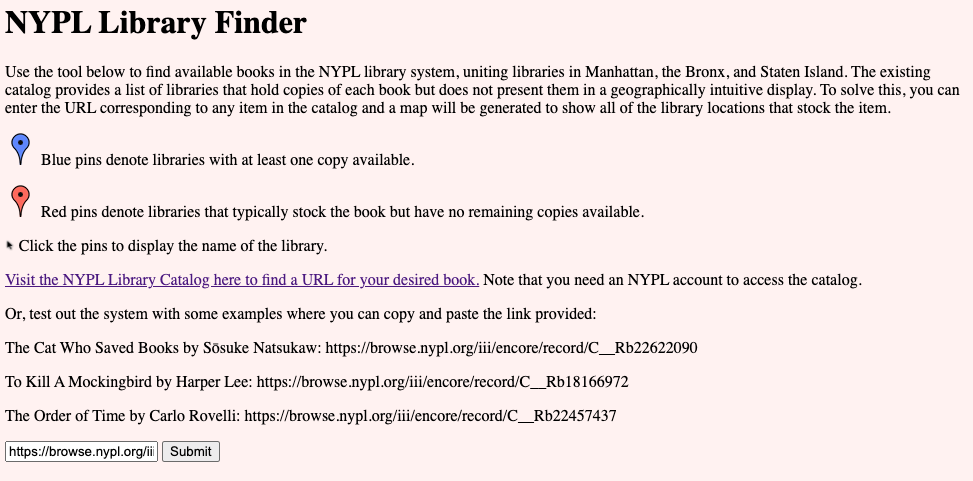 NYPL Library Finder
Use the tool below to find available books in the NYPL library system, uniting libraries in Manhattan, the Bronx, and Staten Island. The existing
catalog provides a list of libraries that hold copies of each book but does not present them in a geographically intuitive display. To solve this, you can
enter the URL corresponding to any item in the catalog and a map will be generated to show all of the library locations that stock the item.
Blue pins denote libraries with at least one copy available.
Red pins denote libraries that typically stock the book but have no remaining copies available.
Click the pins to display the name of the library.
Visit the NYPL Library Catalog here to find a URL for your desired book. Note that you need an NYPL account to access the catalog.
Or, test out the system with some examples where you can copy and paste the link provided:
The Cat Who Saved Books by Sōsuke Natsukaw: https://browse.nypl.org/iii/encore/record/C__Rb22622090
To Kill A Mockingbird by Harper Lee: https://browse.nypl.org/iii/encore/record/C__Rb18166972
The Order of Time by Carlo Rovelli: https://browse.nypl.org/iii/encore/record/C__Rb22457437
https://browse.nypl.org/iii Submit